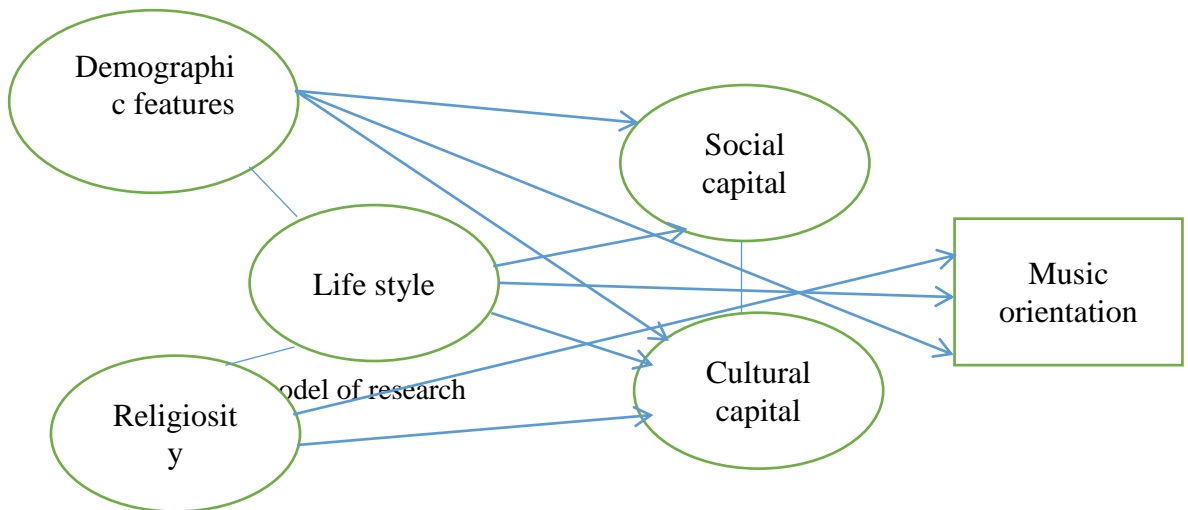 Demographi
c features
Social
capital
Life style
Music
orientation
odel of research
Cultural
capital
Religiosit
y